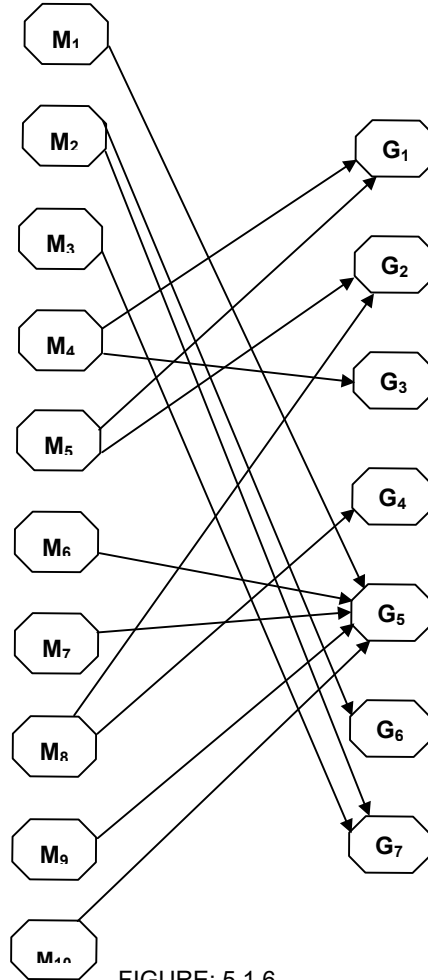 M₁
M₂
M₃
M₄
M₅
M₆
M₇
M₈
M₉
M₁₀
G₁
G₂
G₃
G₄
G₅
G₆
G₇
FIGURE: 5.1.6